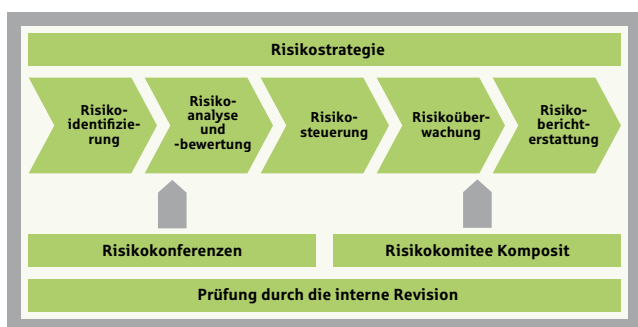 Risikostrategie
Risiko-
identifizie-
rung
Risiko-
analyse
und
-bewertung
Risiko-
steuerung
Risikoüber-
wachung
Risiko-
bericht-
erstattung
Risikokonferenzen
Risikokomitee Komposit
Prüfung durch die interne Revision